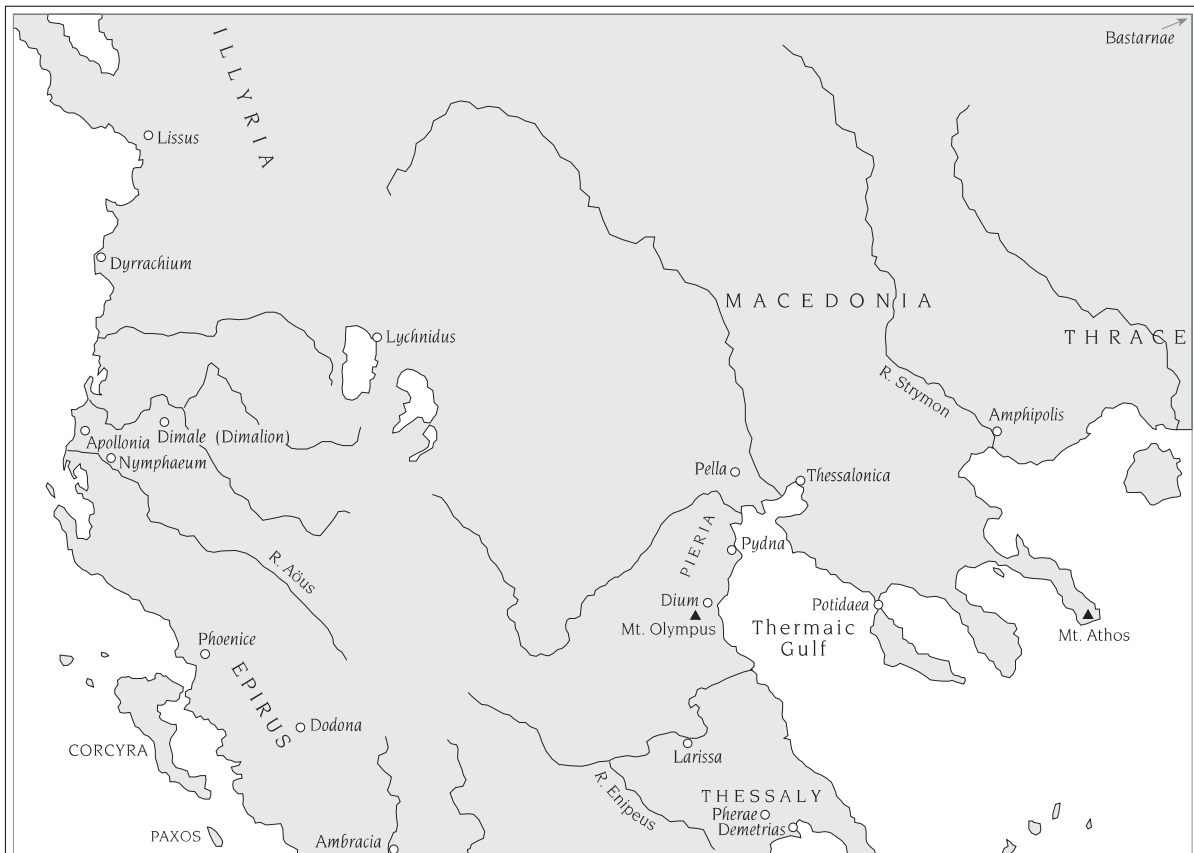 Bastarnae
ILLYRIA
Lissus
Dyrrachium
MACEDONIA
THRACE
Lychnidus
R. Strymon
Amphipolis
Apollonia
Dimale (Dimalion)
Nymphaeum
Pella
Thessalonica
PIERIA
Pydna
R. Aöus
Dium
Mt. Olympus
Potidaea
Thermaic
Gulf
Mt. Athos
Phoenice
EPIRUS
Dodona
CORCYRA
Larissa
R. Enipeus
THESSALY
Pherae
Demetrias
PAXOS
Ambracia